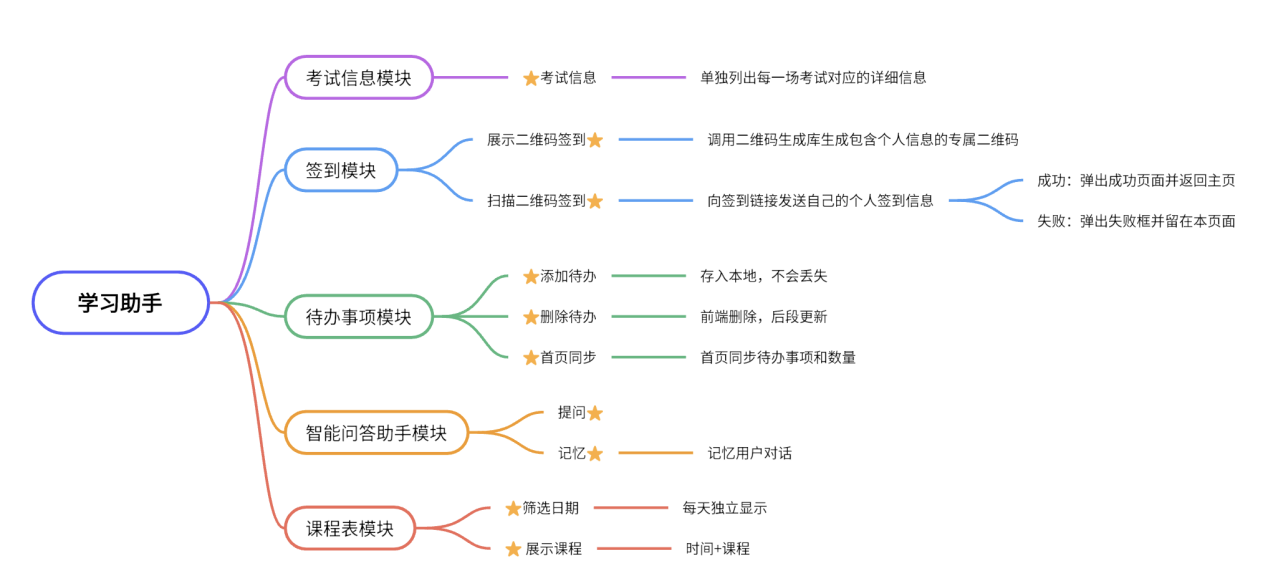 学习助手
考试信息模块
考试信息
单独列出每一场考试对应的详细信息
签到模块
展示二维码签到
调用二维码生成库生成包含个人信息的专属二维码
扫描二维码签到
向签到链接发送自己的个人签到信息
成功：弹出成功页面并返回主页
失败：弹出失败框并留在本页面
待办事项模块
添加待办
存入本地，不会丢失
删除待办
前端删除，后段更新
首页同步
首页同步待办事项和数量
智能问答助手模块
提问
记忆
记忆用户对话
课程表模块
筛选日期
每天独立显示
展示课程
时间+课程